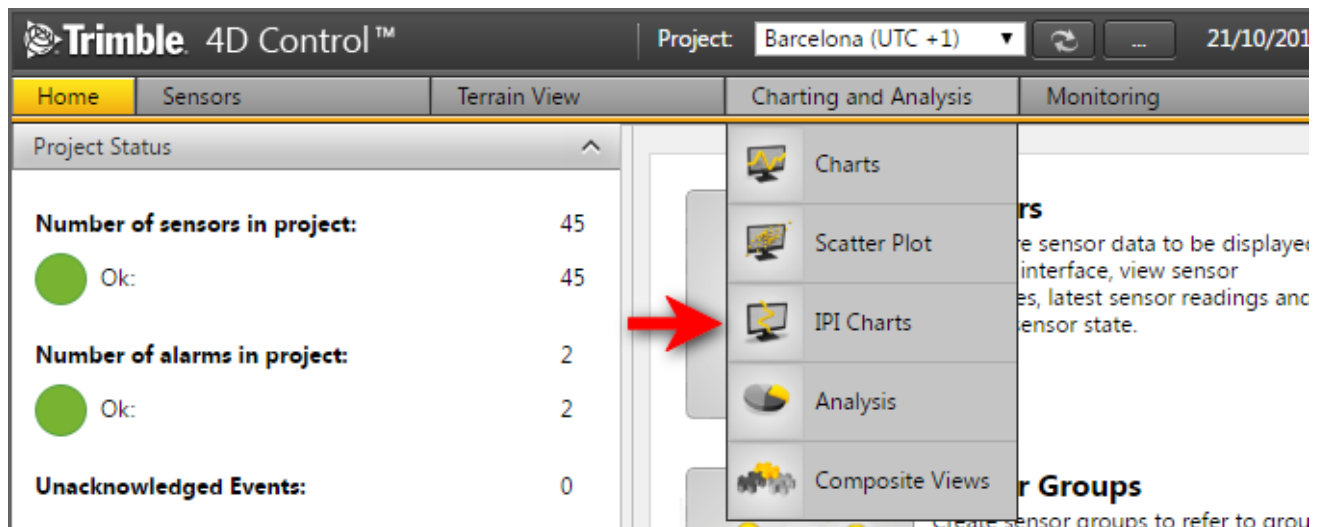 Trimble. 4D Control™ Project: Barcelona (UTC +1) ... 21/10/201
Home Sensors Terrain View Charting and Analysis Monitoring
Project Status
Number of sensors in project: 45
Ok: 45
Number of alarms in project: 2
Ok: 2
Unacknowledged Events: 0
Charts
Scatter Plot
IPI Charts
Analysis
Composite Views
rs
re sensor data to be displayed
interface, view sensor
es, latest sensor readings and
sensor state.
r Groups
Create sensor groups to refer to grou